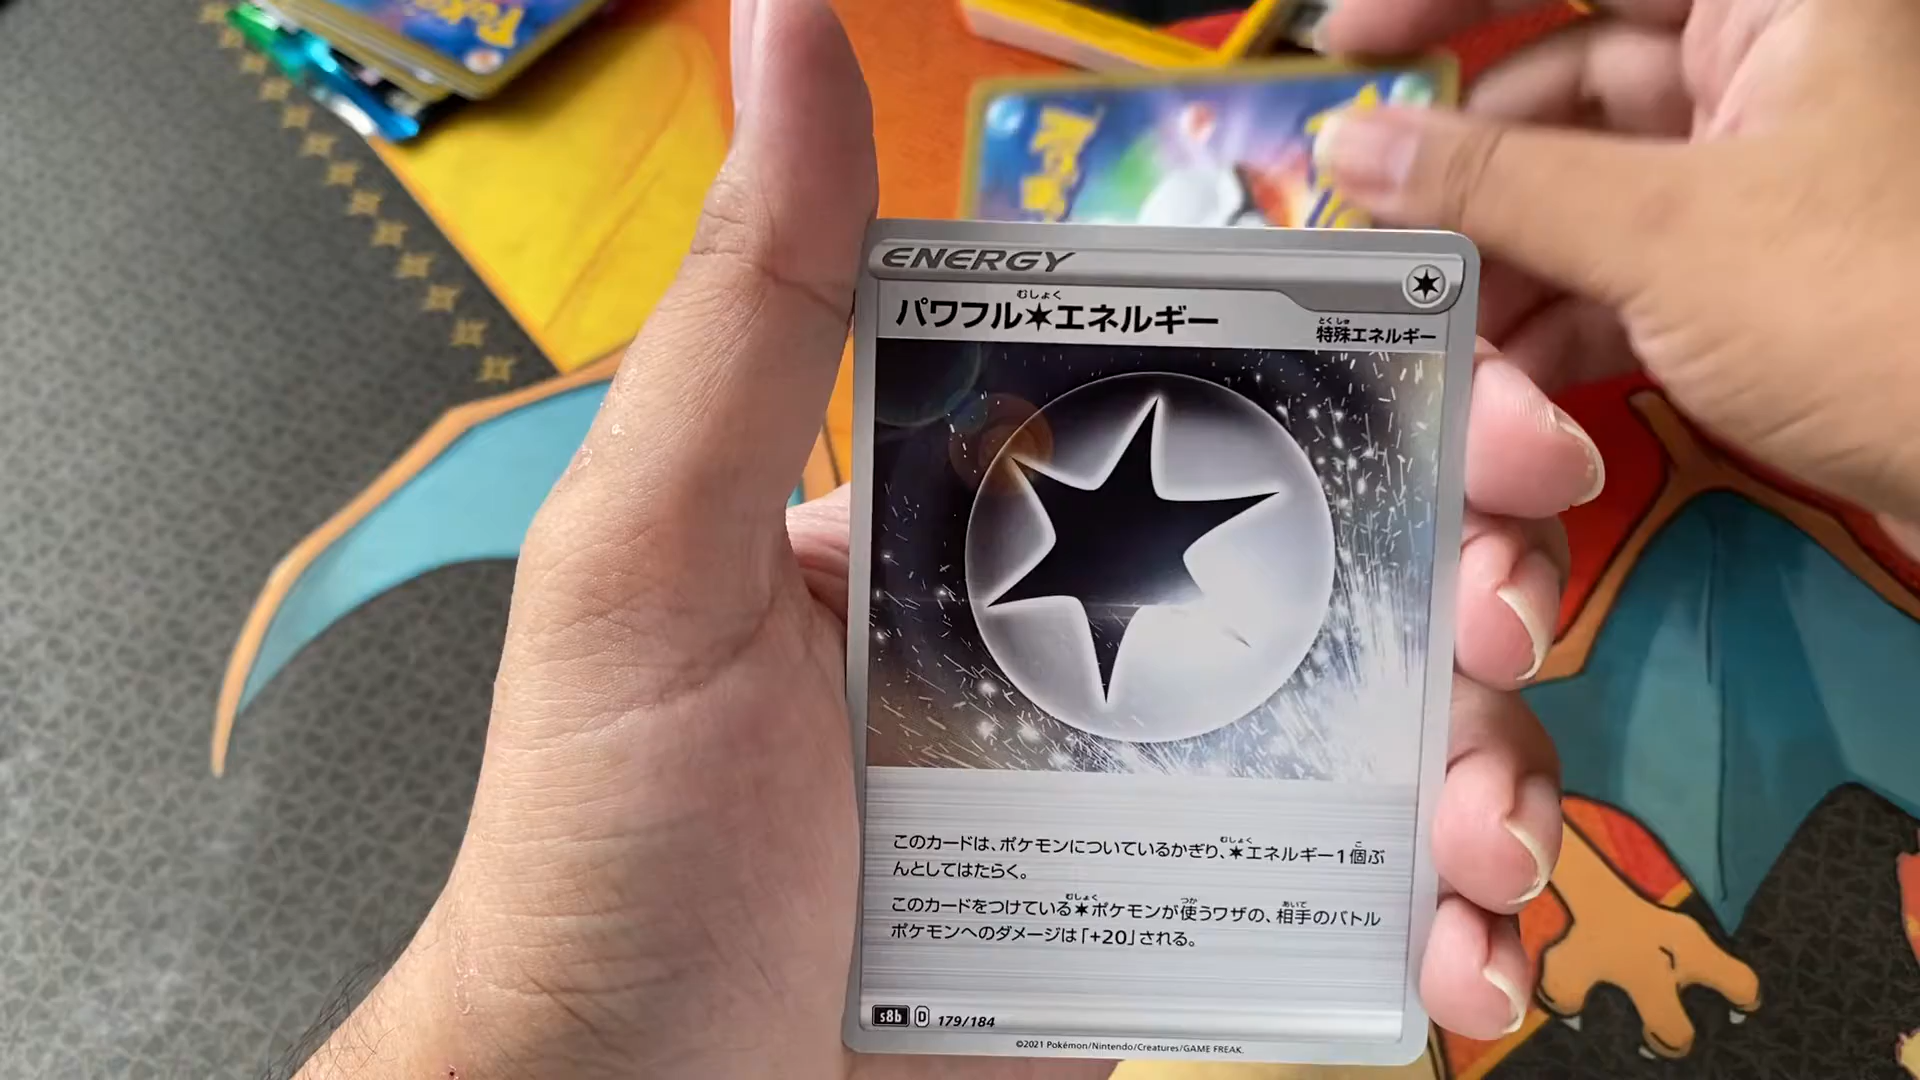 ENERGY
むしょく
パワフル✶エネルギー
とくしゅ
特殊エネルギー
むしょく
こ
このカードは、ポケモンについているかぎり、✶エネルギー1個ぶ
んとしてはたらく。
むしょく
つか
あいて
このカードをつけている✶ポケモンが使うワザの、相手のバトル
ポケモンへのダメージは「+20」される。
s8b D 179/184
©2021 Pokémon/Nintendo/Creatures/GAME FREAK.